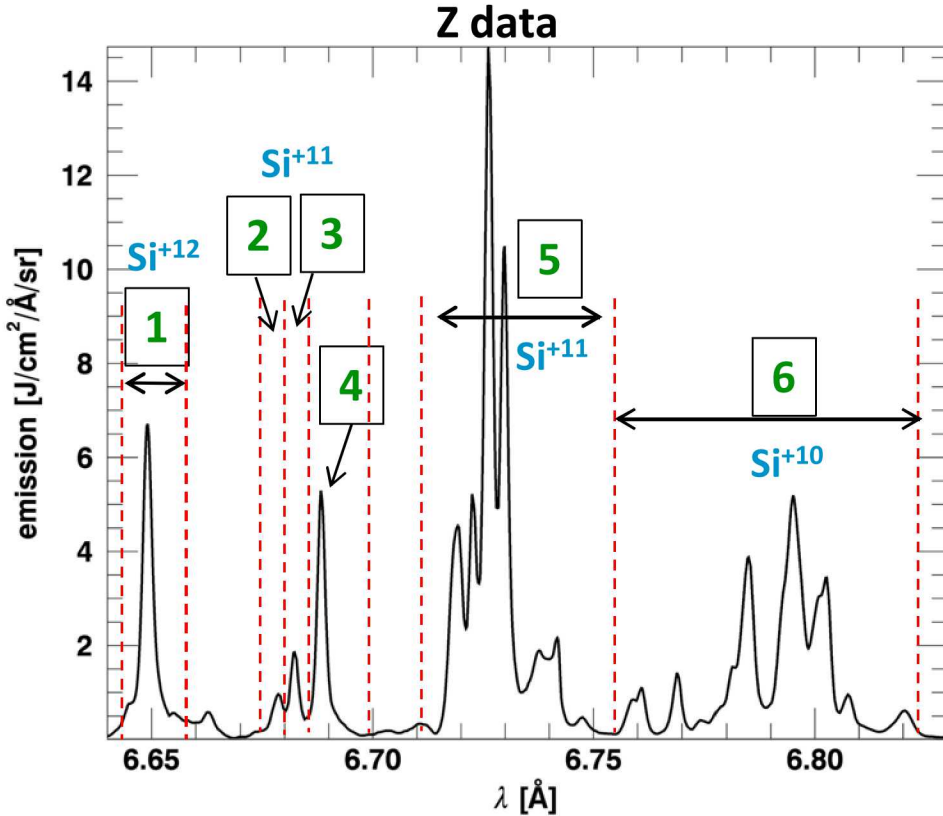 Z data
14
12
10
8
6
4
2
emission [J/cm²/Å/sr]
Si⁺¹²
1
Si⁺¹¹
2
3
4
5
Si⁺¹¹
6
Si⁺¹⁰
6.65
6.70
6.75
6.80
λ [Å]